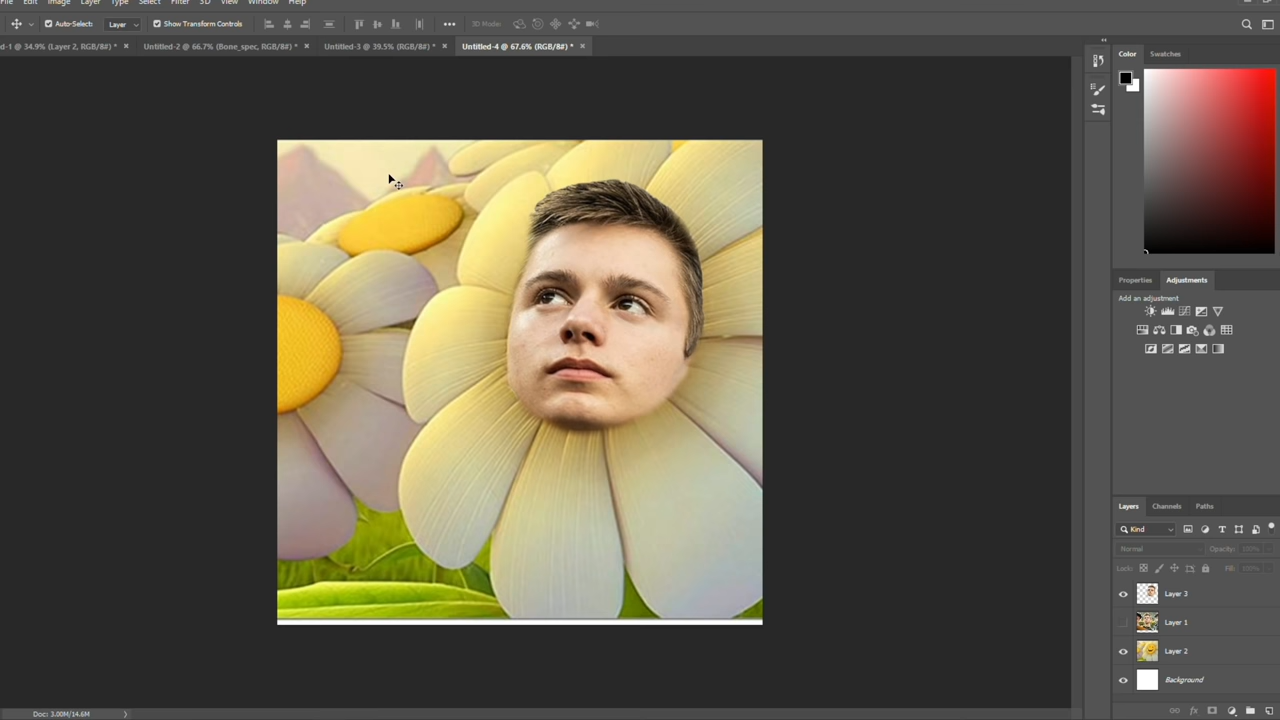 File Edit Image Layer Type Select Filter 3D View Window Help
Auto-Select: Layer Show Transform Controls 3D Mode:
d-1 @ 34.9% (Layer 2, RGB/8#) * × Untitled-2 @ 66.7% (Bone_spec, RGB/8#) * × Untitled-3 @ 39.5% (RGB/8#) * × Untitled-4 @ 67.6% (RGB/8#) * ×
Color Swatches
Properties Adjustments
Add an adjustment
Layers Channels Paths
Kind
Normal Opacity: 100%
Lock: Fill: 100%
Layer 3
Layer 1
Layer 2
Background
Doc: 3.00M/14.6M